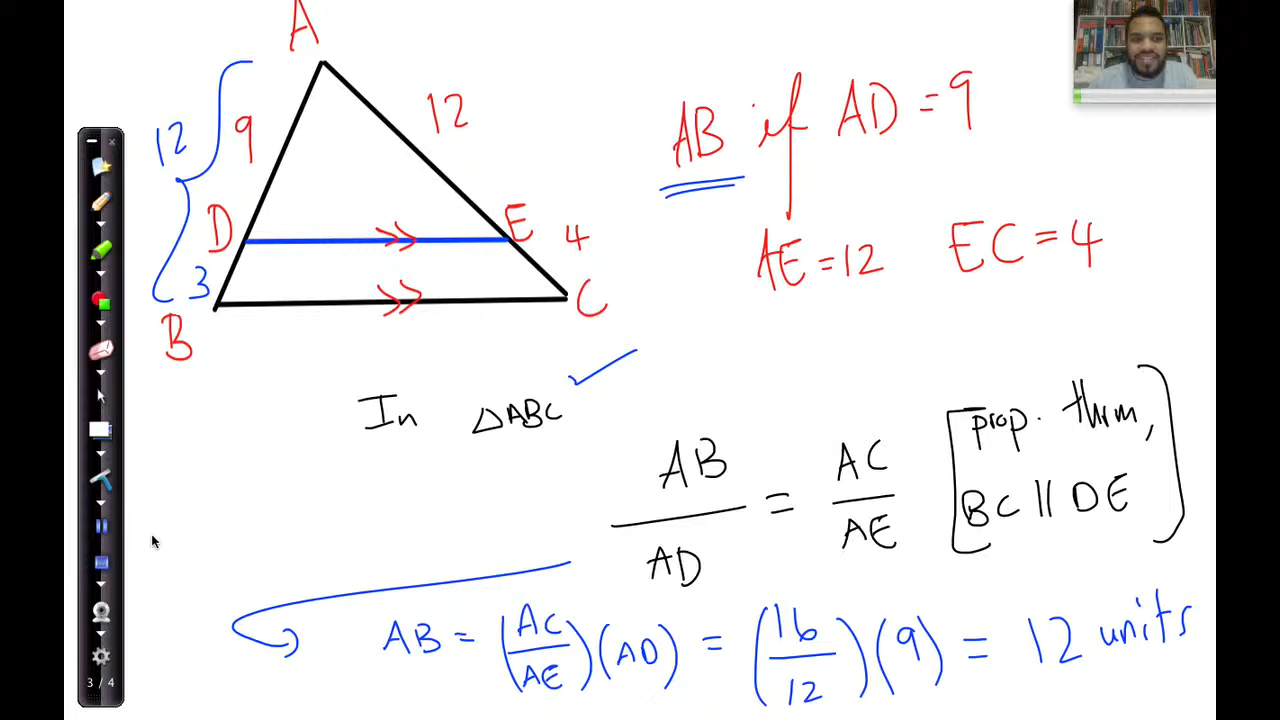 A
12
9
12
AB if AD = 9
D
E
4
AE = 12 EC = 4
3
B
C
In △ABC
AB/AD = AC/AE [prop. thrm, BC || DE]
AB = (AC/AE)(AD) = (16/12)(9) = 12 units
3 / 4